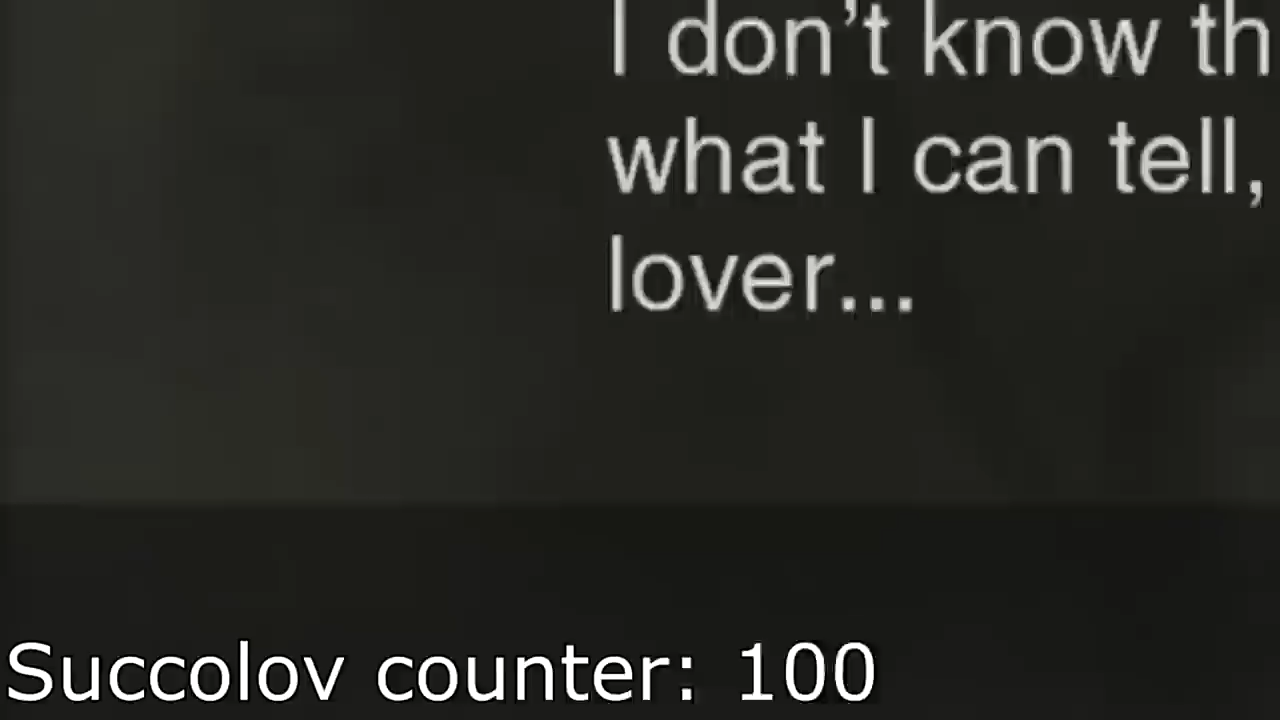 I don’t know th
what I can tell,
lover...
Succolov counter: 100